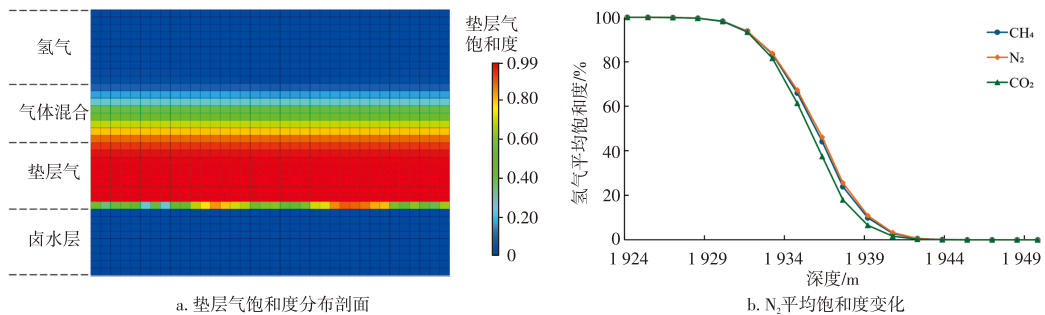 氢气
气体混合
垫层气
卤水层
垫层气
饱和度
0.99
0.80
0.60
0.40
0.20
0
a. 垫层气饱和度分布剖面
氢气平均饱和度/%
100
80
60
40
20
0
1 924
1 929
1 934
1 939
1 944
1 949
深度/m
CH₄
N₂
CO₂
b. N₂平均饱和度变化